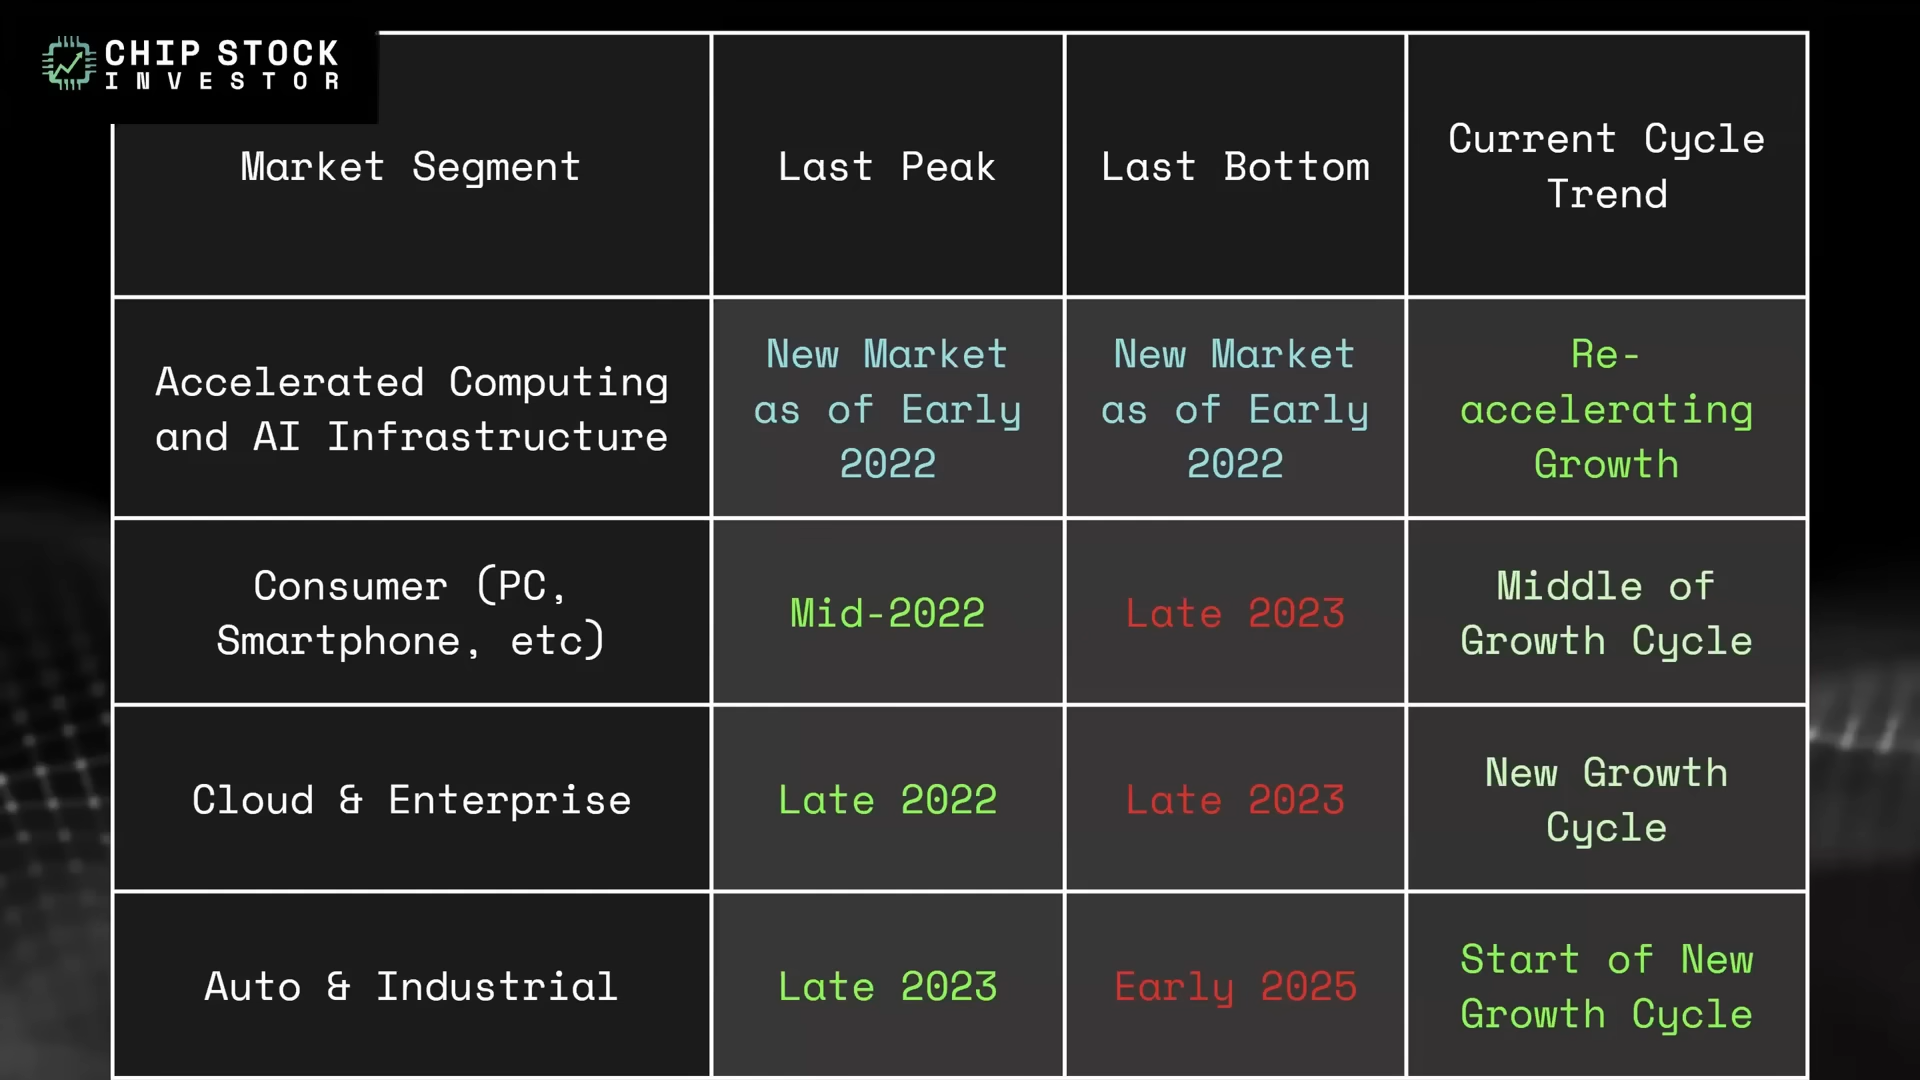 CHIP STOCK
INVESTOR
Market Segment
Last Peak
Last Bottom
Current Cycle
Trend
Accelerated Computing
and AI Infrastructure
New Market
as of Early
2022
New Market
as of Early
2022
Re-
accelerating
Growth
Consumer (PC,
Smartphone, etc)
Mid-2022
Late 2023
Middle of
Growth Cycle
Cloud & Enterprise
Late 2022
Late 2023
New Growth
Cycle
Auto & Industrial
Late 2023
Early 2025
Start of New
Growth Cycle